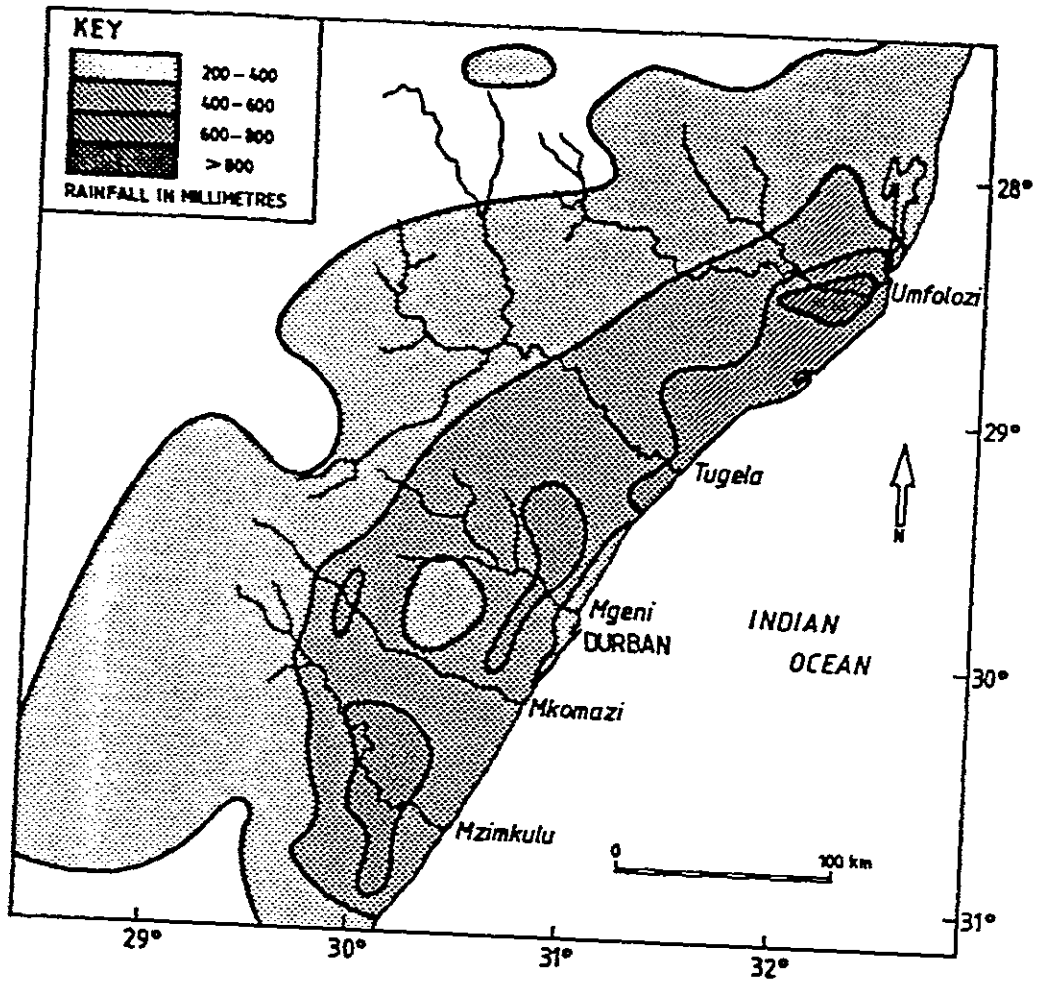 KEY
200-400
400-600
600-800
>800
RAINFALL IN MILLIMETRES
28°
Umfolozi
29°
Tugela
N
Mgeni
DURBAN
INDIAN
OCEAN
30°
Mkomazi
Mzimkulu
0 100 km
31°
29° 30° 31° 32°